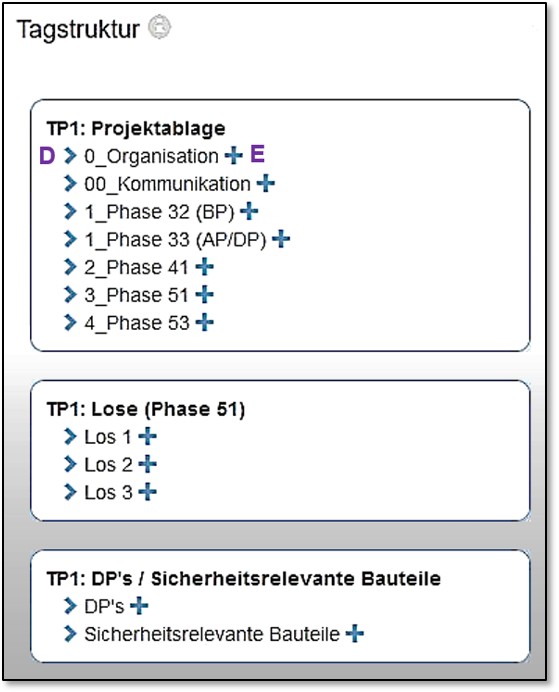 Tagstruktur
TP1: Projektablage
D 0_Organisation E
00_Kommunikation
1_Phase 32 (BP)
1_Phase 33 (AP/DP)
2_Phase 41
3_Phase 51
4_Phase 53
TP1: Lose (Phase 51)
Los 1
Los 2
Los 3
TP1: DP's / Sicherheitsrelevante Bauteile
DP's
Sicherheitsrelevante Bauteile